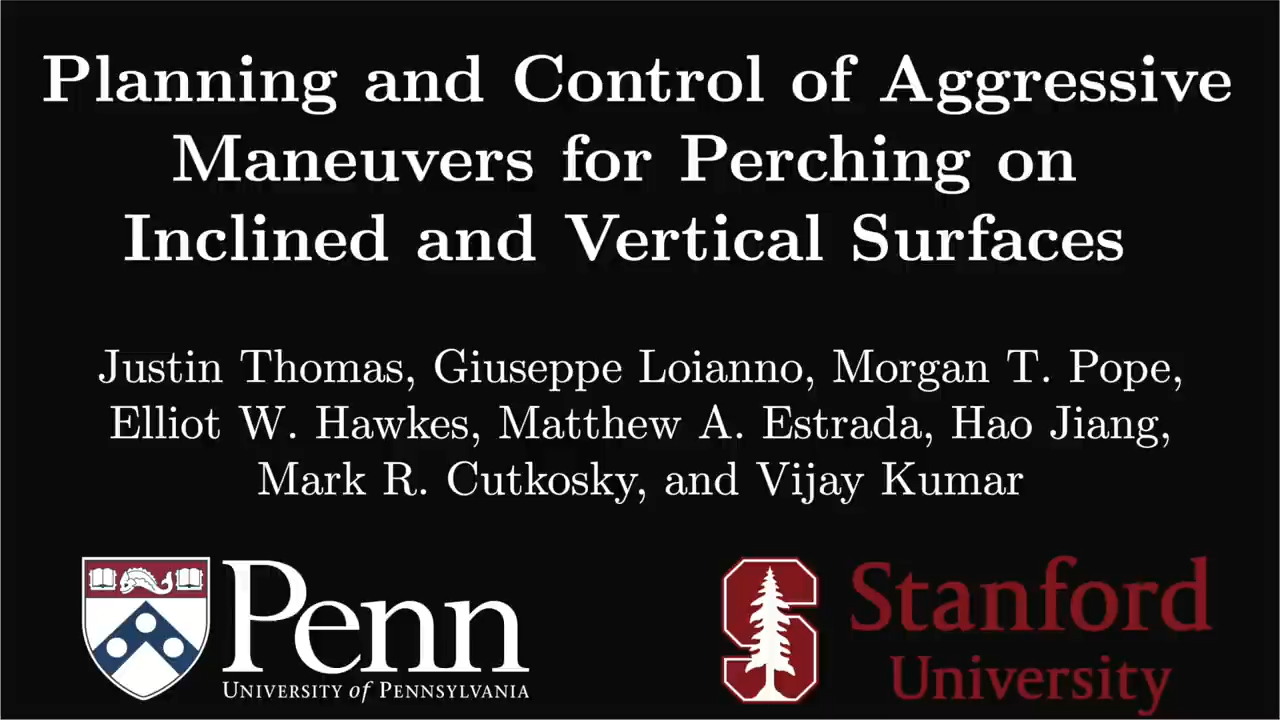 Planning and Control of Aggressive
Maneuvers for Perching on
Inclined and Vertical Surfaces
Justin Thomas, Giuseppe Loianno, Morgan T. Pope,
Elliot W. Hawkes, Matthew A. Estrada, Hao Jiang,
Mark R. Cutkosky, and Vijay Kumar
Penn
UNIVERSITY of PENNSYLVANIA
Stanford
University